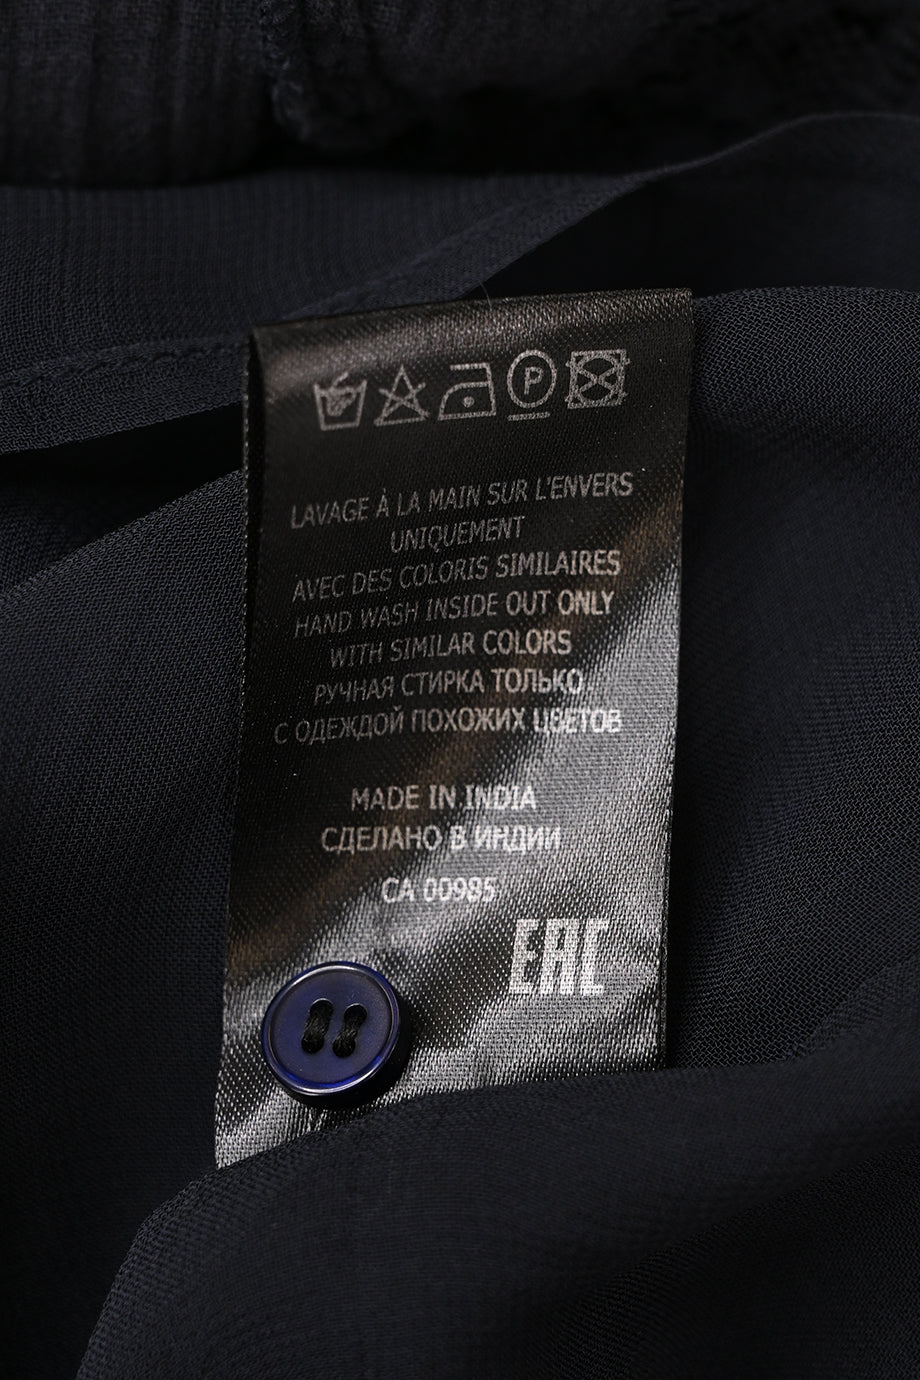 P
LAVAGE À LA MAIN SUR L'ENVERS
UNIQUEMENT
AVEC DES COLORIS SIMILAIRES
HAND WASH INSIDE OUT ONLY
WITH SIMILAR COLORS
РУЧНАЯ СТИРКА ТОЛЬКО
С ОДЕЖДОЙ ПОХОЖИХ ЦВЕТОВ
MADE IN INDIA
СДЕЛАНО В ИНДИИ
CA 00985
EAC